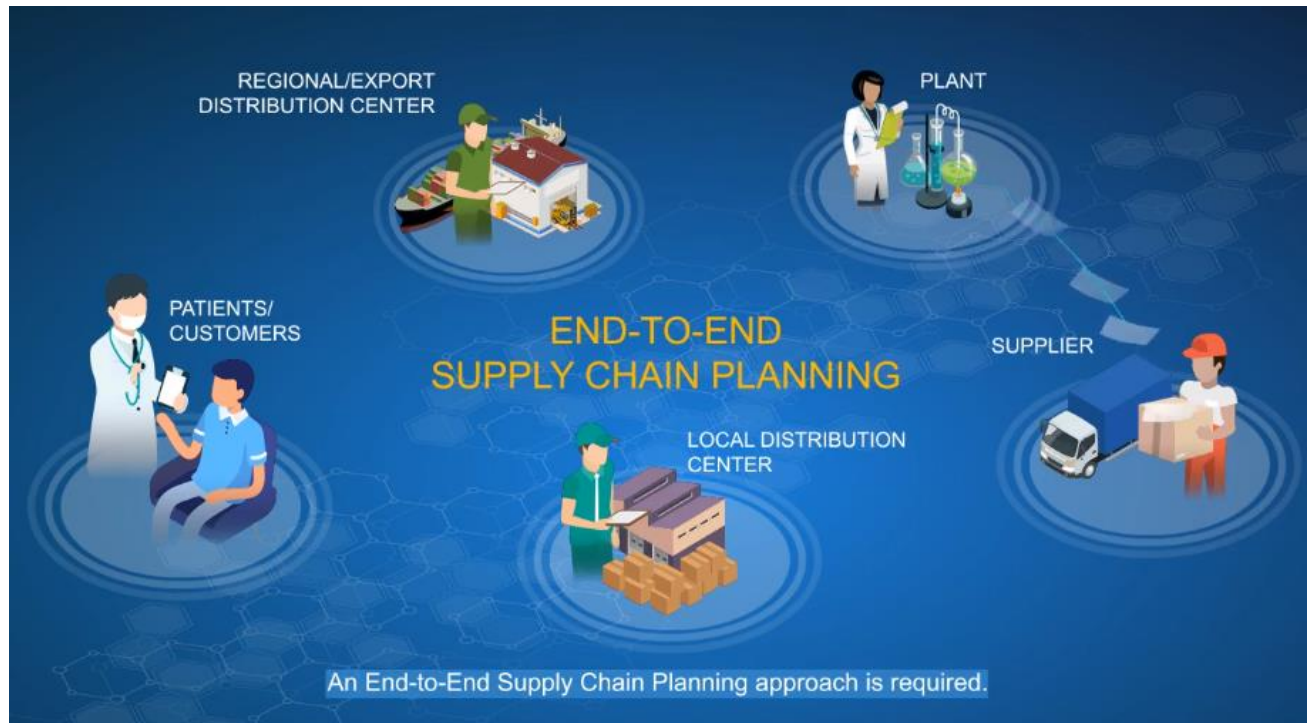 REGIONAL/EXPORT
DISTRIBUTION CENTER
PLANT
PATIENTS/
CUSTOMERS
END-TO-END
SUPPLY CHAIN PLANNING
SUPPLIER
LOCAL DISTRIBUTION
CENTER
An End-to-End Supply Chain Planning approach is required.